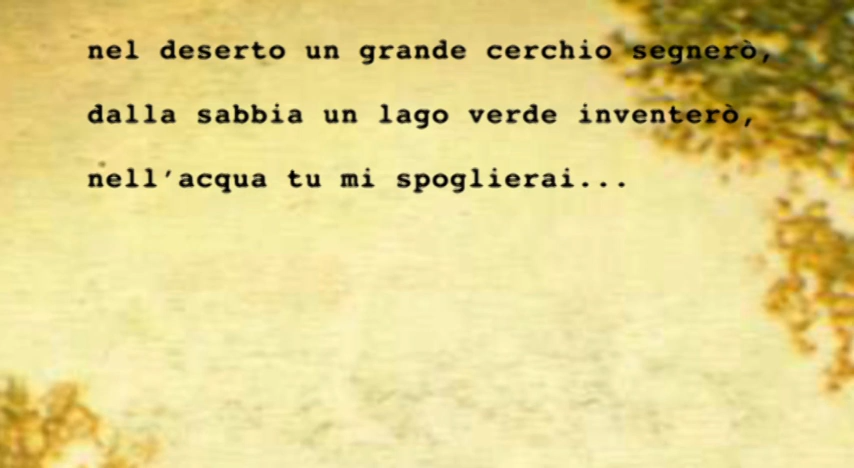 nel deserto un grande cerchio segnerò,
dalla sabbia un lago verde inventerò,
nell'acqua tu mi spoglierai...